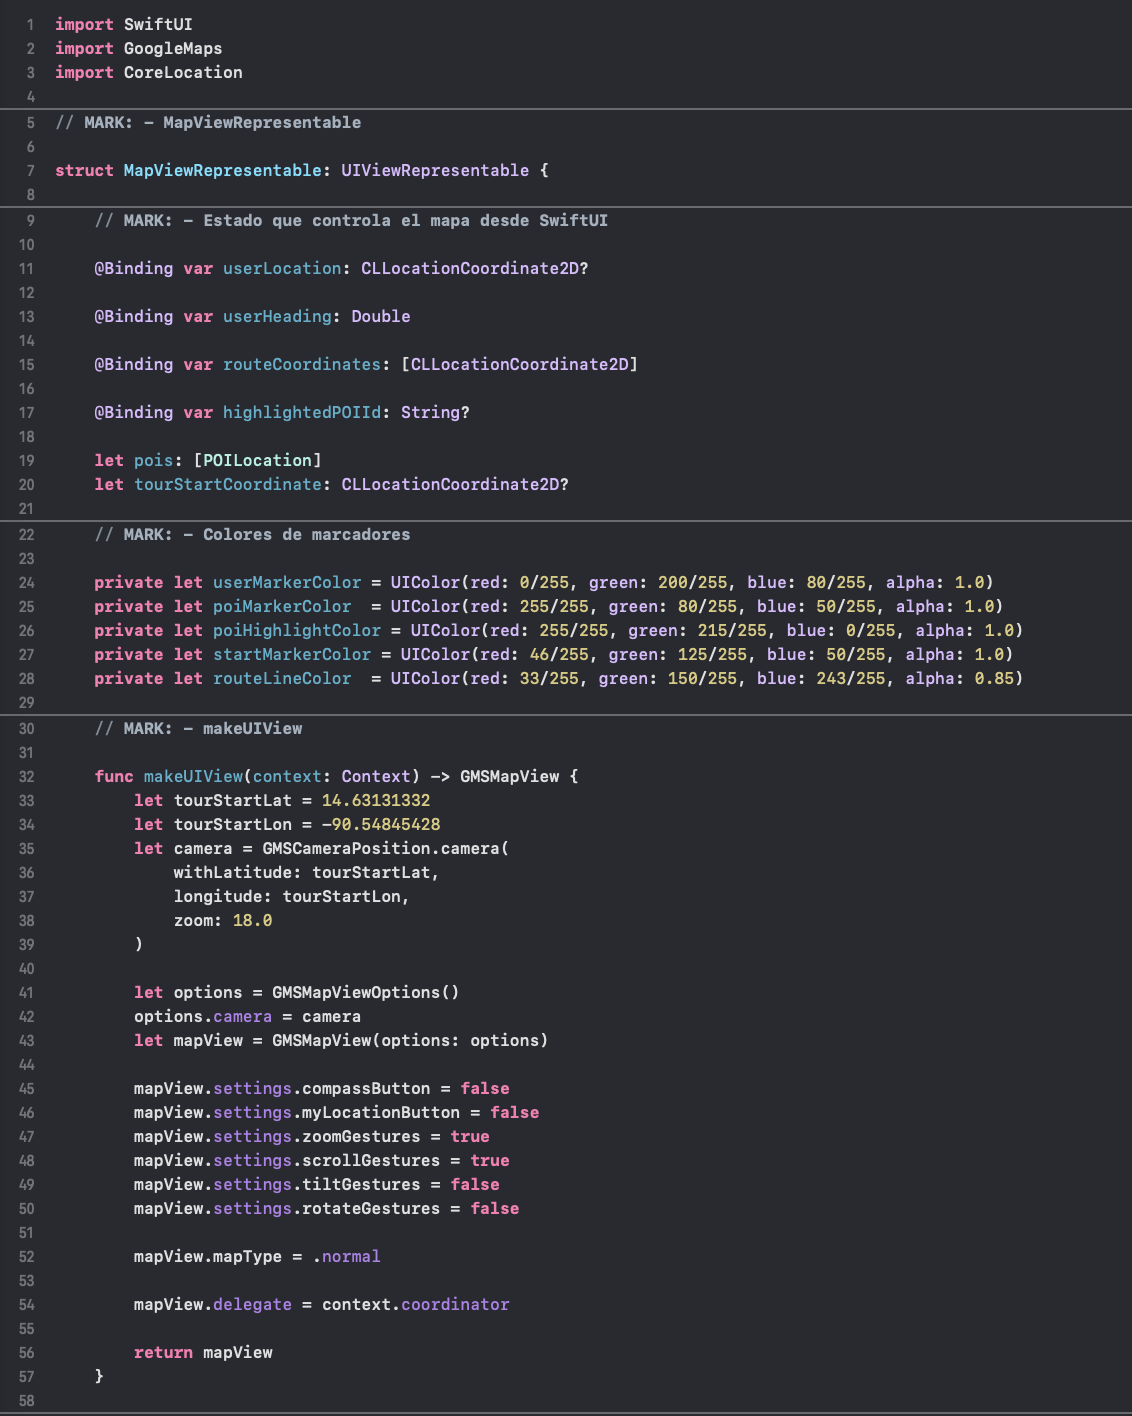 1 import SwiftUI
2 import GoogleMaps
3 import CoreLocation
4
5 // MARK: - MapViewRepresentable
6
7 struct MapViewRepresentable: UIViewRepresentable {
8
9     // MARK: - Estado que controla el mapa desde SwiftUI
10
11     @Binding var userLocation: CLLocationCoordinate2D?
12
13     @Binding var userHeading: Double
14
15     @Binding var routeCoordinates: [CLLocationCoordinate2D]
16
17     @Binding var highlightedPOIId: String?
18
19     let pois: [POILocation]
20     let tourStartCoordinate: CLLocationCoordinate2D?
21
22     // MARK: - Colores de marcadores
23
24     private let userMarkerColor = UIColor(red: 0/255, green: 200/255, blue: 80/255, alpha: 1.0)
25     private let poiMarkerColor  = UIColor(red: 255/255, green: 80/255, blue: 50/255, alpha: 1.0)
26     private let poiHighlightColor = UIColor(red: 255/255, green: 215/255, blue: 0/255, alpha: 1.0)
27     private let startMarkerColor = UIColor(red: 46/255, green: 125/255, blue: 50/255, alpha: 1.0)
28     private let routeLineColor  = UIColor(red: 33/255, green: 150/255, blue: 243/255, alpha: 0.85)
29
30     // MARK: - makeUIView
31
32     func makeUIView(context: Context) -> GMSMapView {
33         let tourStartLat = 14.63131332
34         let tourStartLon = -90.54845428
35         let camera = GMSCameraPosition.camera(
36             withLatitude: tourStartLat,
37             longitude: tourStartLon,
38             zoom: 18.0
39         )
40
41         let options = GMSMapViewOptions()
42         options.camera = camera
43         let mapView = GMSMapView(options: options)
44
45         mapView.settings.compassButton = false
46         mapView.settings.myLocationButton = false
47         mapView.settings.zoomGestures = true
48         mapView.settings.scrollGestures = true
49         mapView.settings.tiltGestures = false
50         mapView.settings.rotateGestures = false
51
52         mapView.mapType = .normal
53
54         mapView.delegate = context.coordinator
55
56         return mapView
57     }
58